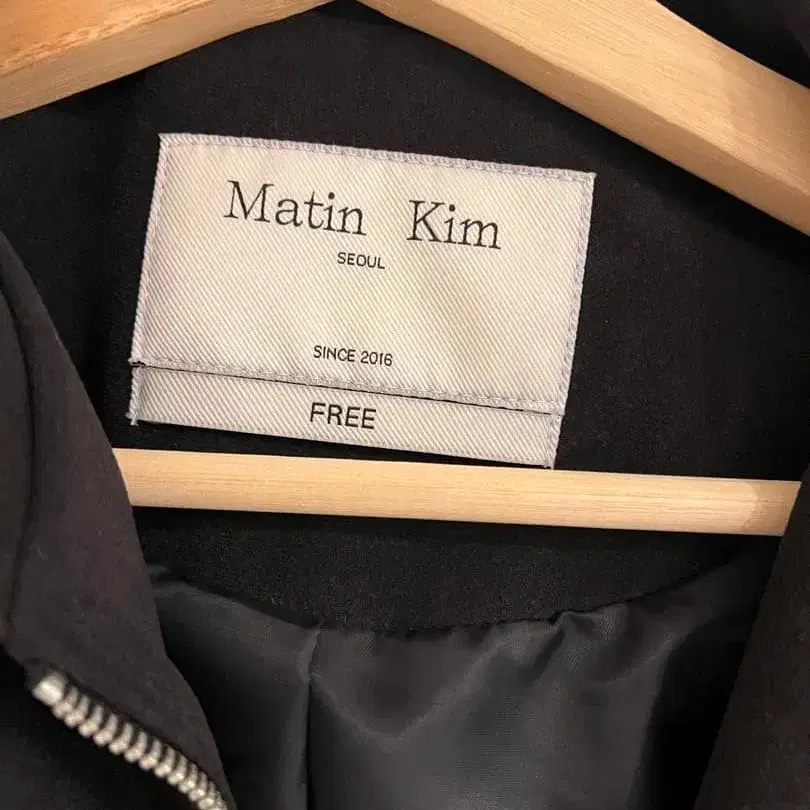 Matin Kim
SEOUL
SINCE 2016
FREE